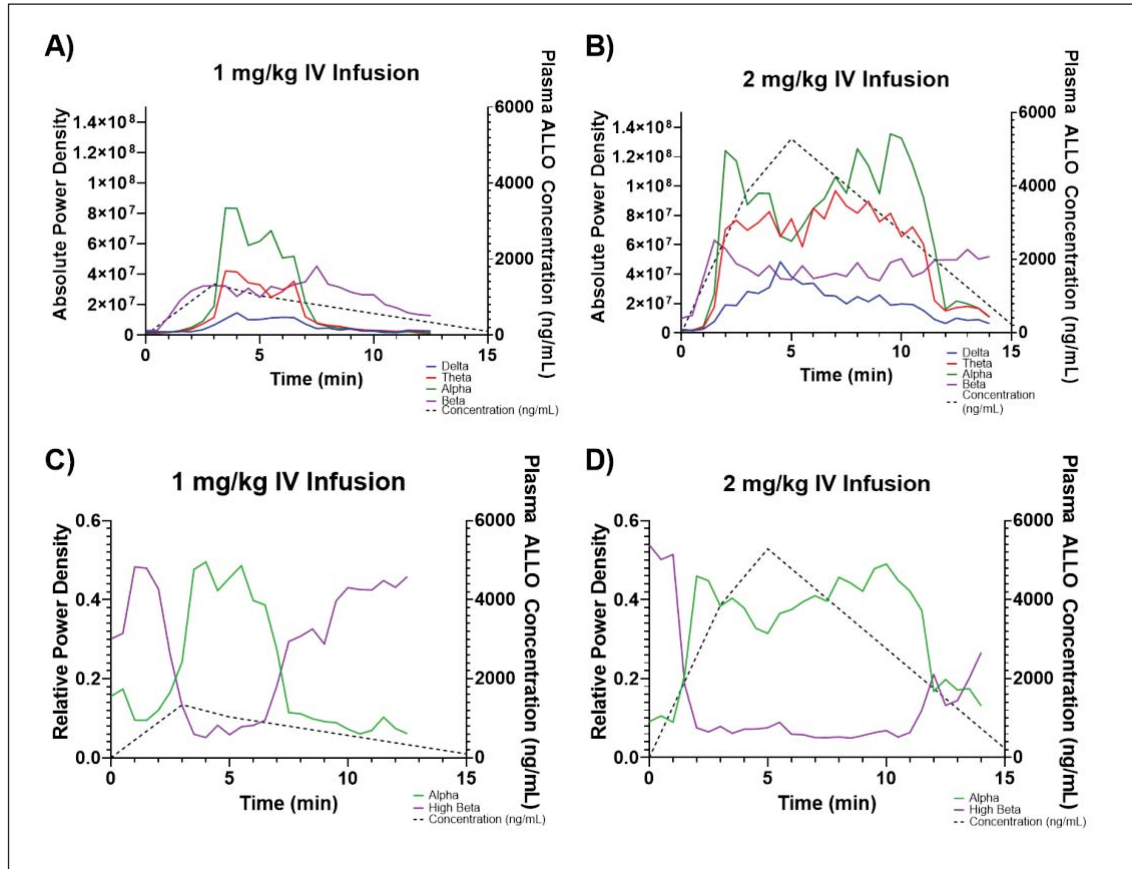 A)
1 mg/kg IV Infusion
Absolute Power Density
1.4×10⁸
1.2×10⁸
1×10⁸
8×10⁷
6×10⁷
4×10⁷
2×10⁷
0
0
5
10
15
Time (min)
6000
4000
2000
0
Plasma ALLO Concentration (ng/mL)
Delta
Theta
Alpha
Beta
Concentration (ng/mL)
B)
2 mg/kg IV Infusion
Absolute Power Density
1.4×10⁸
1.2×10⁸
1×10⁸
8×10⁷
6×10⁷
4×10⁷
2×10⁷
0
0
5
10
15
Time (min)
6000
4000
2000
0
Plasma ALLO Concentration (ng/mL)
Delta
Theta
Alpha
Beta
Concentration
(ng/mL)
C)
1 mg/kg IV Infusion
Relative Power Density
0.6
0.4
0.2
0.0
0
5
10
15
Time (min)
6000
4000
2000
0
Plasma ALLO Concentration (ng/mL)
Alpha
High Beta
Concentration (ng/mL)
D)
2 mg/kg IV Infusion
Relative Power Density
0.6
0.4
0.2
0.0
0
5
10
15
Time (min)
6000
4000
2000
0
Plasma ALLO Concentration (ng/mL)
Alpha
High Beta
Concentration (ng/mL)